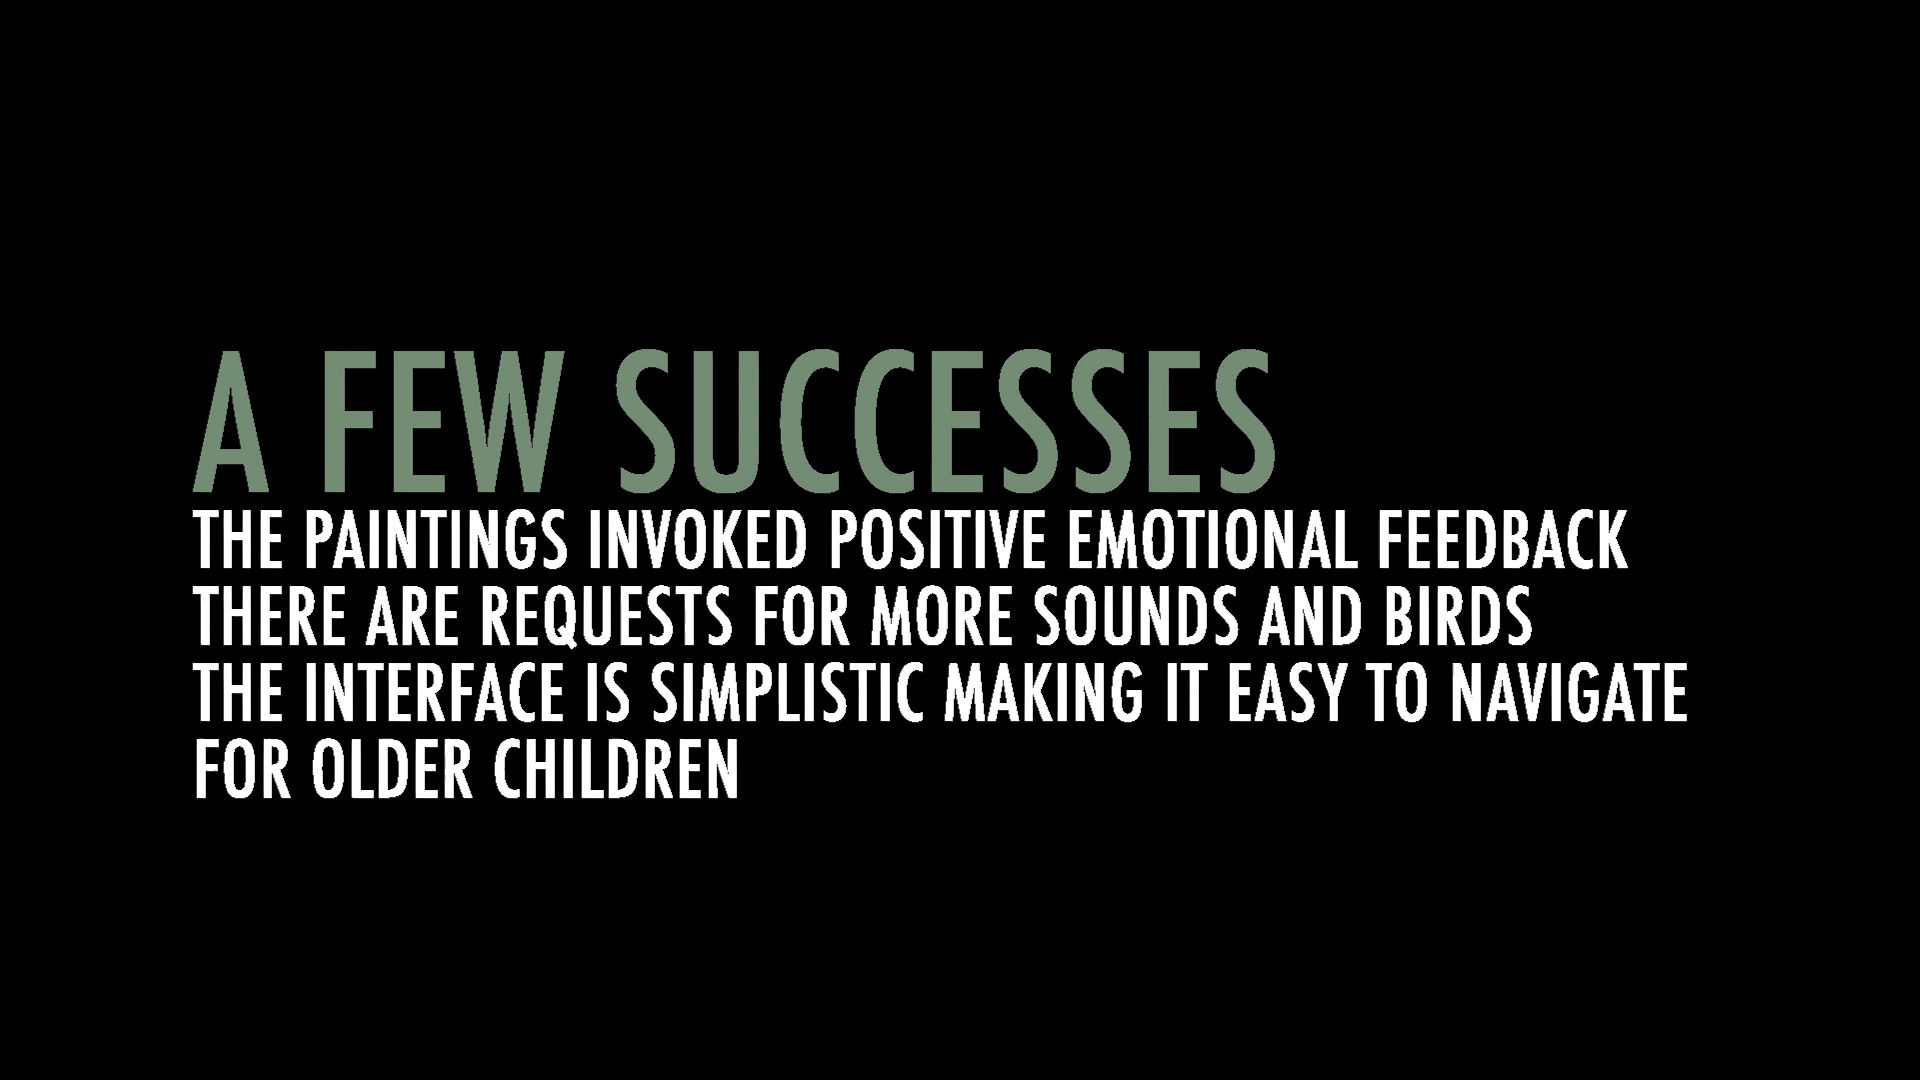 A FEW SUCCESSES
THE PAINTINGS INVOKED POSITIVE EMOTIONAL FEEDBACK
THERE ARE REQUESTS FOR MORE SOUNDS AND BIRDS
THE INTERFACE IS SIMPLISTIC MAKING IT EASY TO NAVIGATE
FOR OLDER CHILDREN